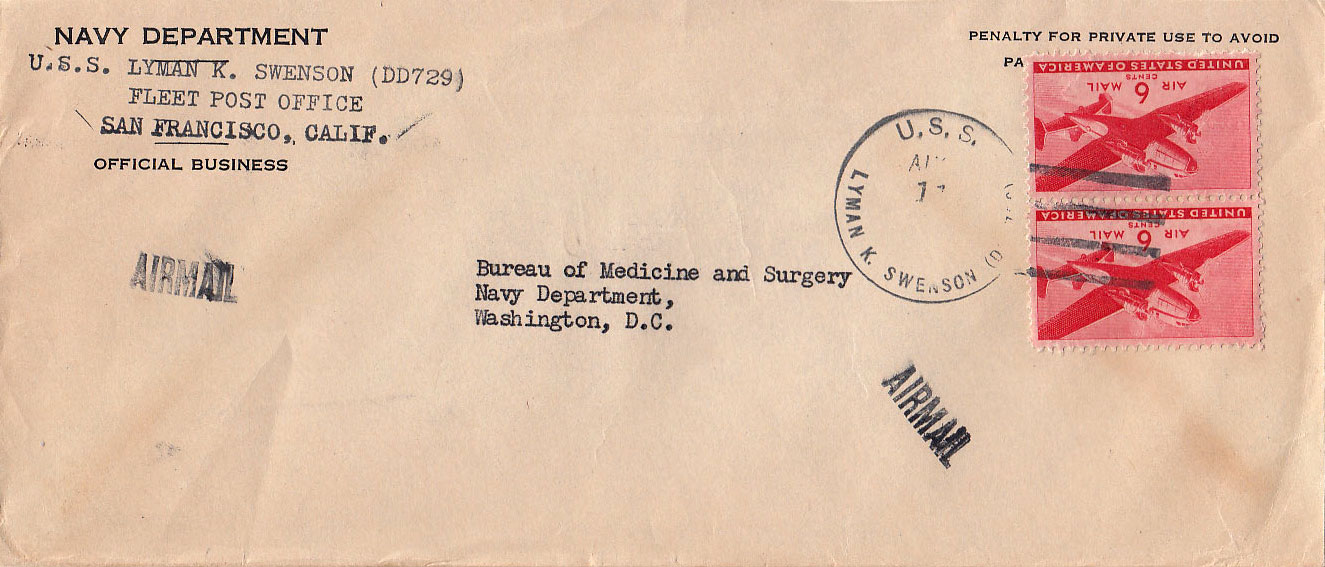 NAVY DEPARTMENT
U.S.S. LYMAN K. SWENSON (DD729)
FLEET POST OFFICE
SAN FRANCISCO, CALIF.
OFFICIAL BUSINESS
PENALTY FOR PRIVATE USE TO AVOID
PA
UNITED STATES OF AMERICA
6 CENTS
AIR MAIL
UNITED STATES OF AMERICA
6 CENTS
AIR MAIL
U.S.S.
LYMAN K. SWENSON (D
AIRMAIL
Bureau of Medicine and Surgery
Navy Department,
Washington, D.C.
AIRMAIL